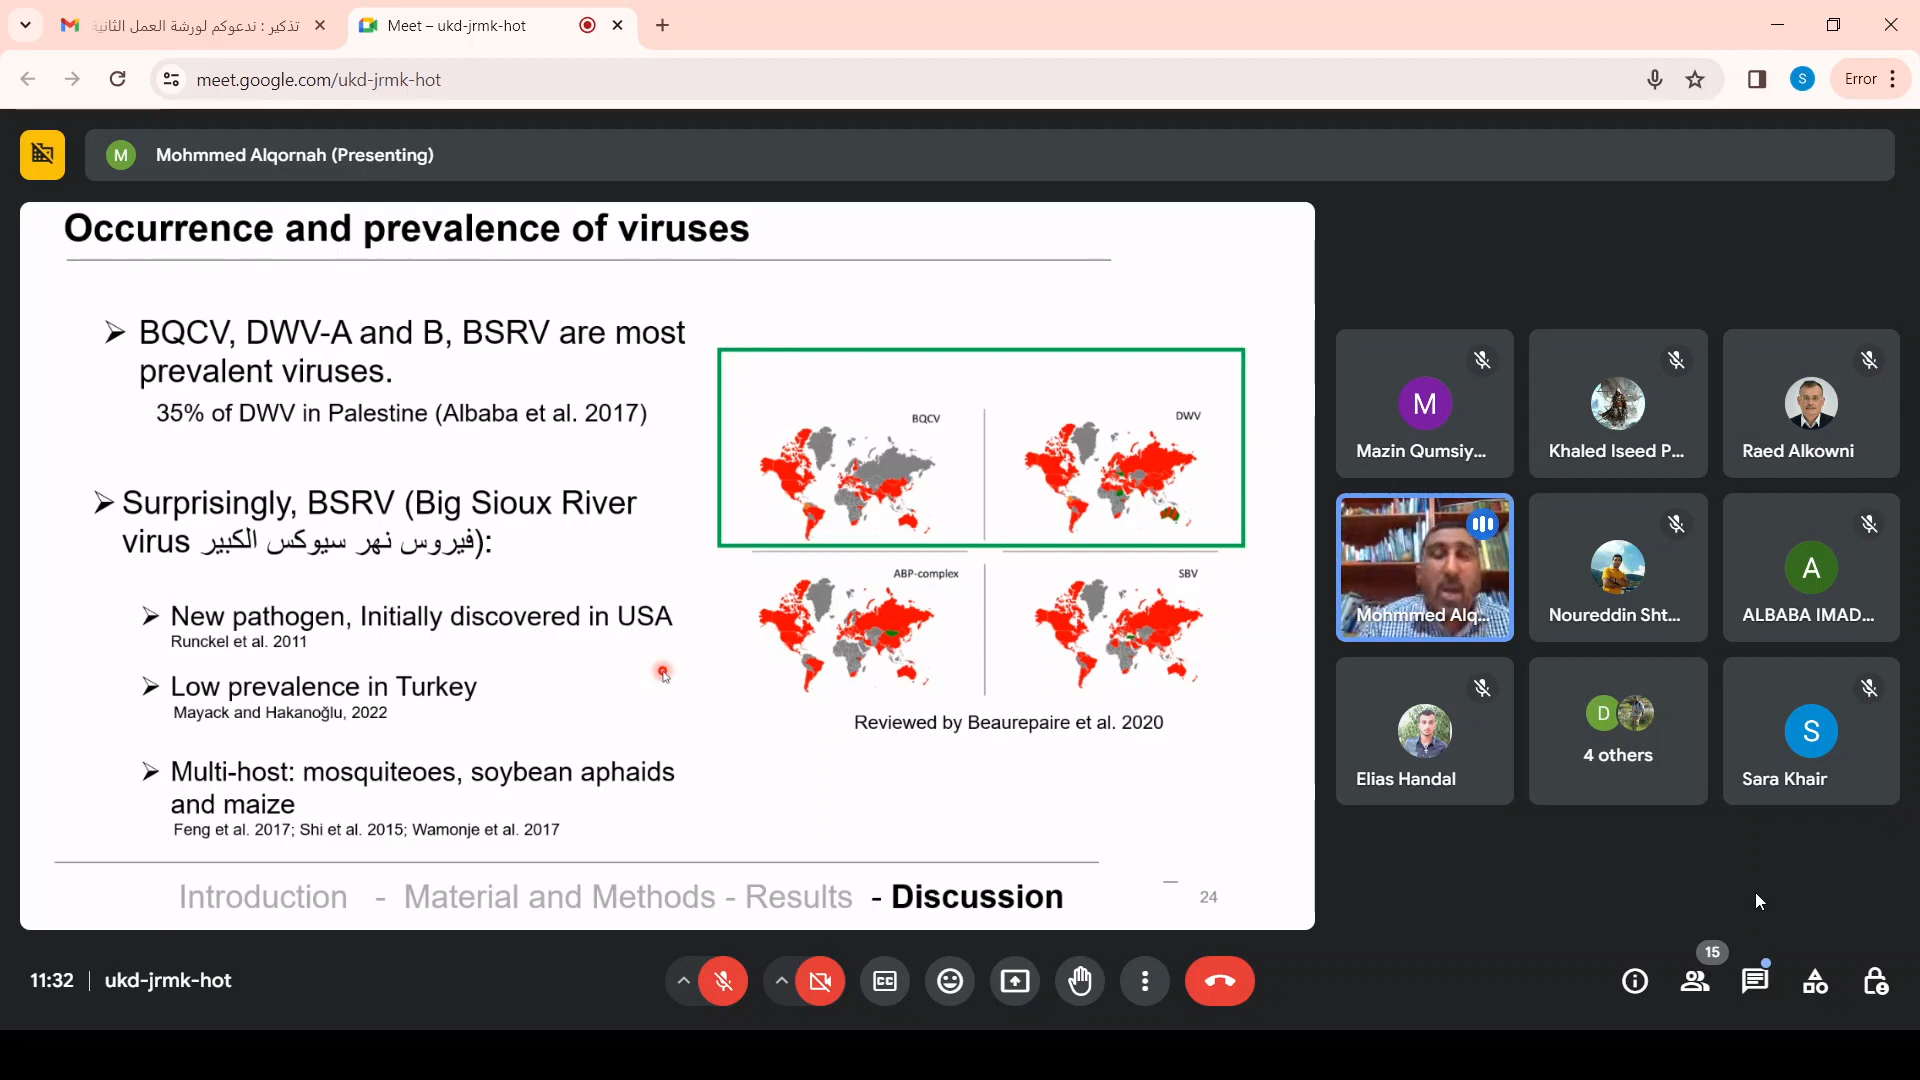 تذكير : ندعوكم لورشة العمل الثانية
Meet – ukd-jrmk-hot
meet.google.com/ukd-jrmk-hot
S
Error
M
Mohmmed Alqornah (Presenting)
Occurrence and prevalence of viruses
➢ BQCV, DWV-A and B, BSRV are most
prevalent viruses.
35% of DWV in Palestine (Albaba et al. 2017)
➢ Surprisingly, BSRV (Big Sioux River
virus فيروس نهر سيوكس الكبير):
➢ New pathogen, Initially discovered in USA
Runckel et al. 2011
➢ Low prevalence in Turkey
Mayack and Hakanoğlu, 2022
➢ Multi-host: mosquiteoes, soybean aphaids
and maize
Feng et al. 2017; Shi et al. 2015; Wamonje et al. 2017
BQCV
DWV
ABP-complex
SBV
Reviewed by Beaurepaire et al. 2020
Introduction - Material and Methods - Results - Discussion
24
M
Mazin Qumsiy...
Khaled Iseed P...
Raed Alkowni
Mohmmed Alq...
Noureddin Sht...
A
ALBABA IMAD...
Elias Handal
D
4 others
S
Sara Khair
11:32 | ukd-jrmk-hot
CC
15